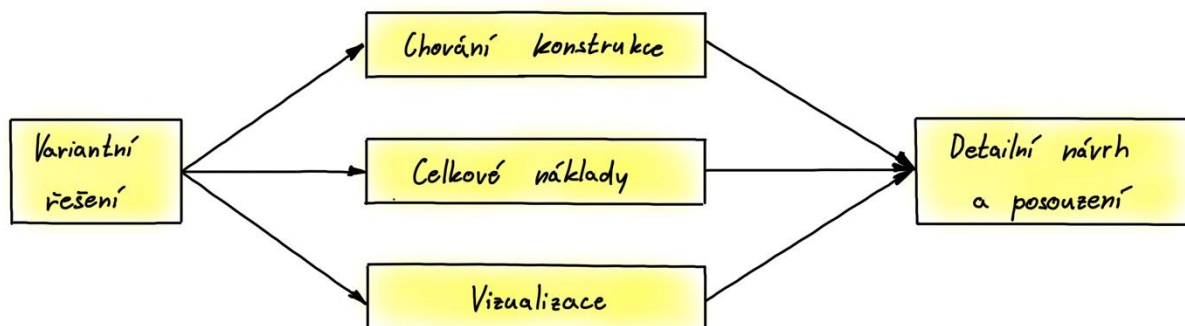 Variantní
řešení
Chování konstrukce
Celkové náklady
Vizualizace
Detailní návrh
a posouzení